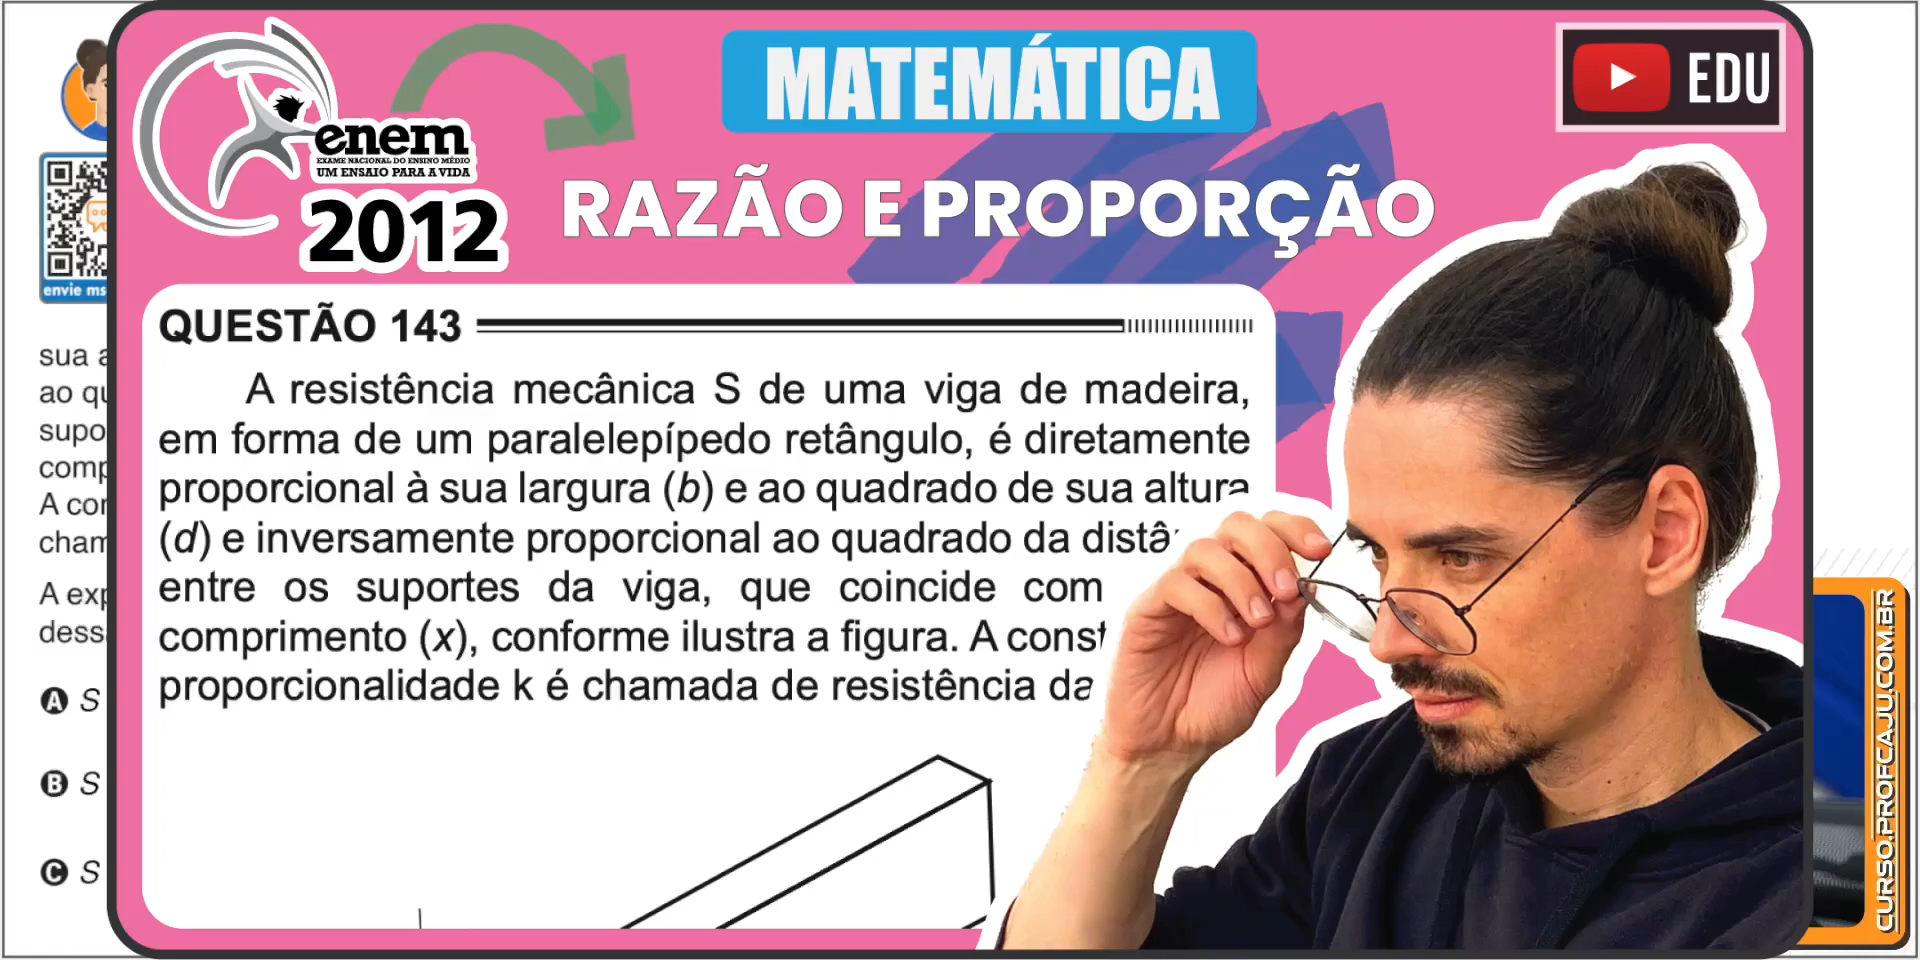 MATEMÁTICA
EDU
enem
EXAME NACIONAL DO ENSINO MÉDIO
UM ENSAIO PARA A VIDA
2012
RAZÃO E PROPORÇÃO
envie
QUESTÃO 143
A resistência mecânica S de uma viga de madeira,
em forma de um paralelepípedo retângulo, é diretamente
proporcional à sua largura (b) e ao quadrado de sua altura
(d) e inversamente proporcional ao quadrado da
entre os suportes da viga, que coincide com
comprimento (x), conforme ilustra a figura. A
proporcionalidade k é chamada de resistência da
sua
ao
A
A
A S
B S
C S
CURSO.PROFCAJU.COM.BR